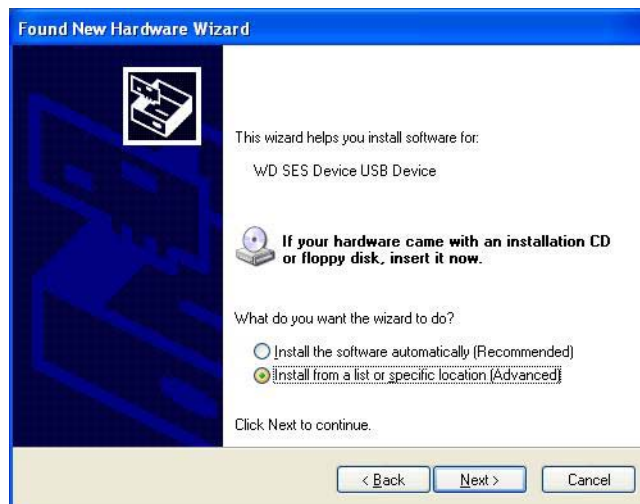 Found New Hardware Wizard
This wizard helps you install software for:
WD SES Device USB Device
If your hardware came with an installation CD
or floppy disk, insert it now.
What do you want the wizard to do?
Install the software automatically (Recommended)
Install from a list or specific location (Advanced)
Click Next to continue.
< Back
Next >
Cancel